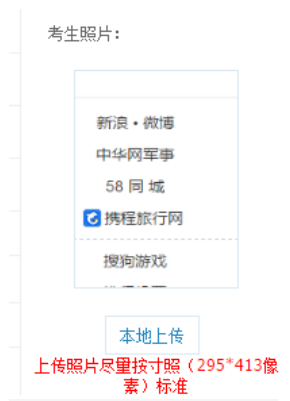 考生照片：
新浪·微博
中华网军事
58 同 城
携程旅行网
搜狗游戏
本地上传
上传照片尽量按寸照（295*413像
素）标准